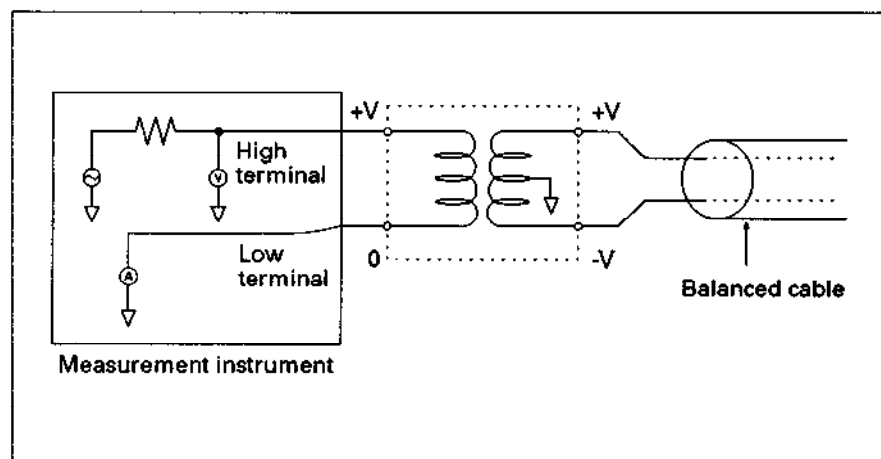 +V
+V
High
terminal
V
Low
terminal
A
0
-V
Balanced cable
Measurement instrument